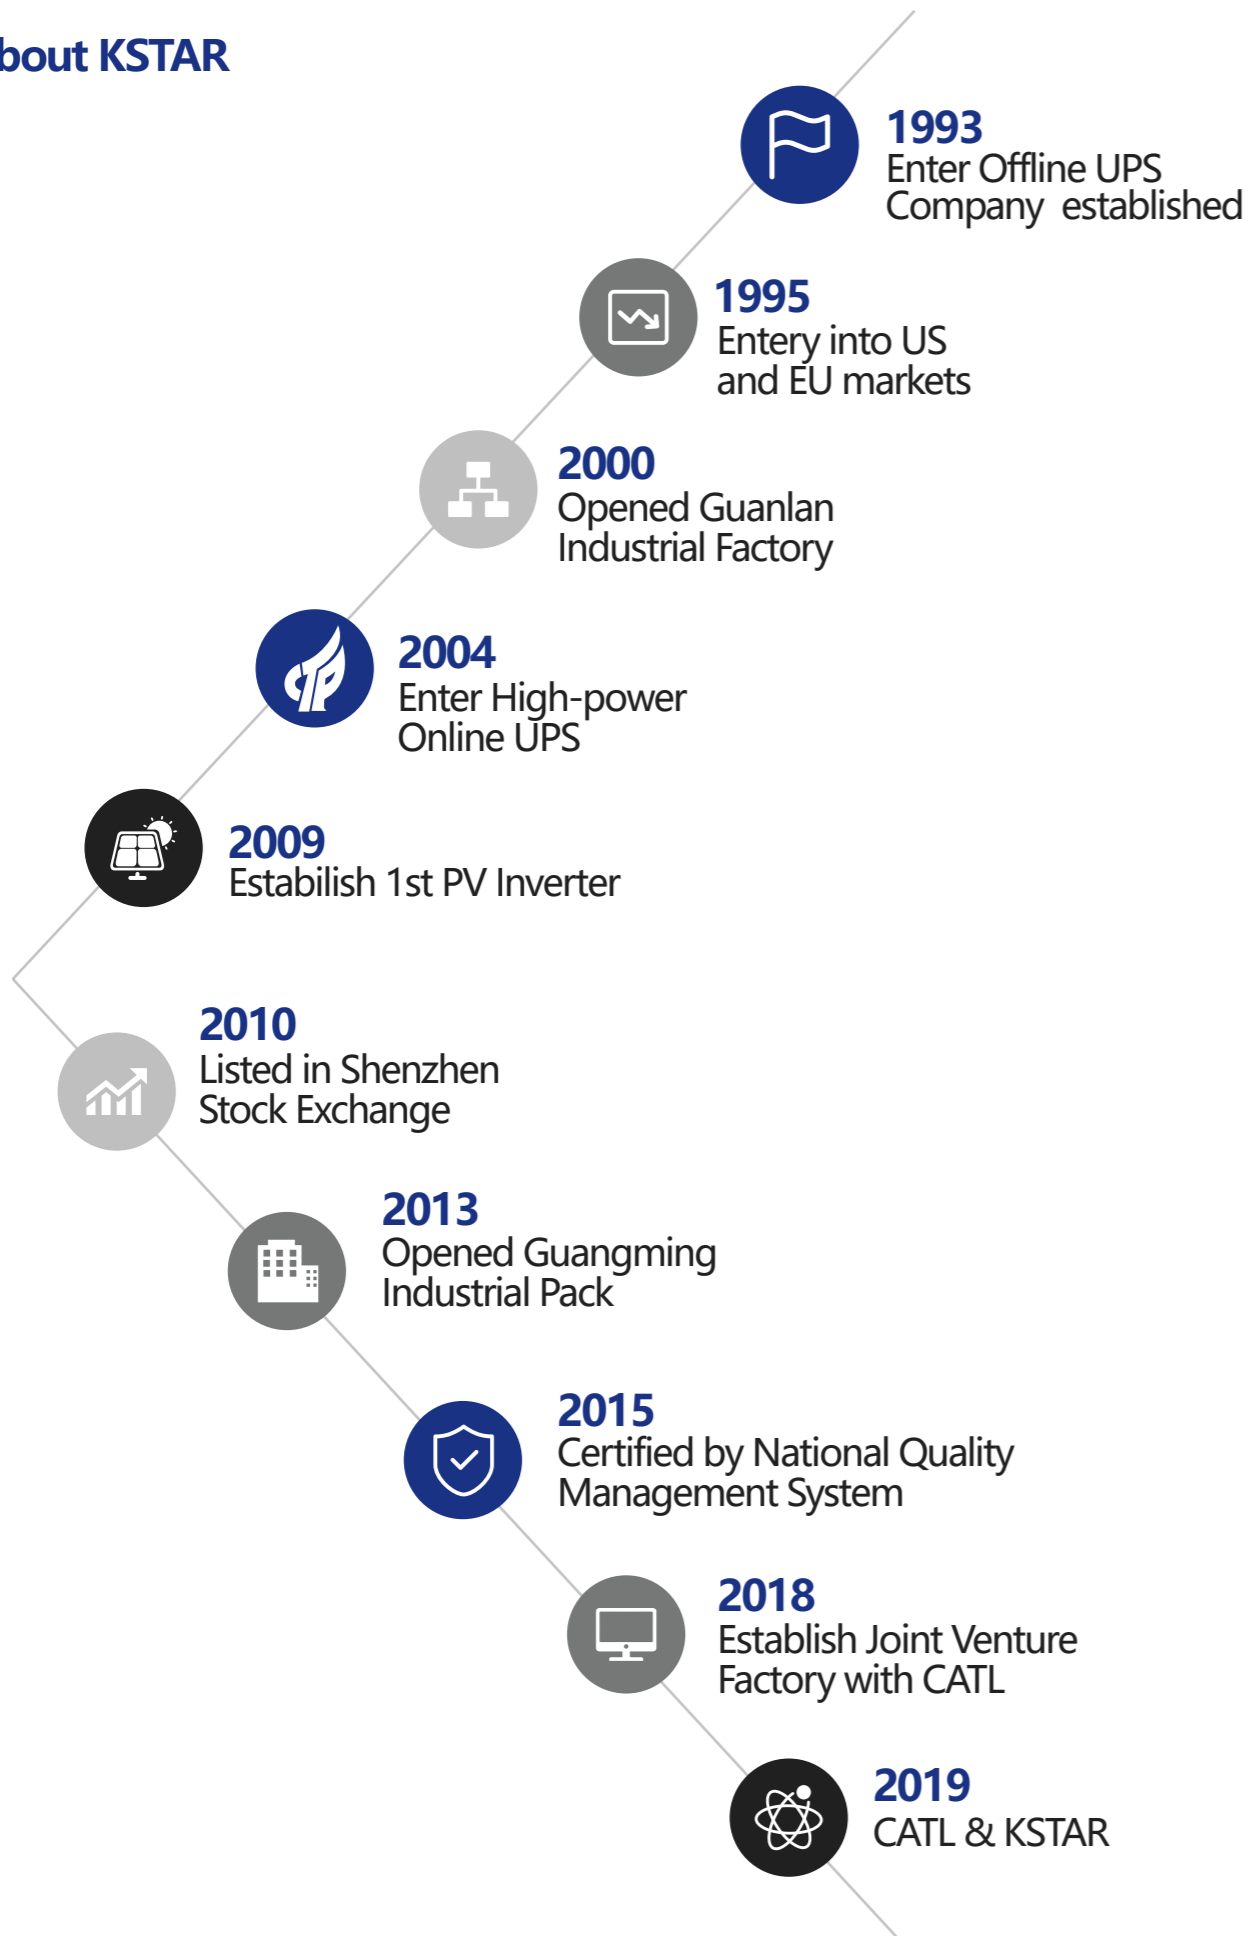 bout KSTAR
1993
Enter Offline UPS
Company established
1995
Entery into US
and EU markets
2000
Opened Guanlan
Industrial Factory
2004
Enter High-power
Online UPS
2009
Estabilish 1st PV Inverter
2010
Listed in Shenzhen
Stock Exchange
2013
Opened Guangming
Industrial Pack
2015
Certified by National Quality
Management System
2018
Establish Joint Venture
Factory with CATL
2019
CATL & KSTAR